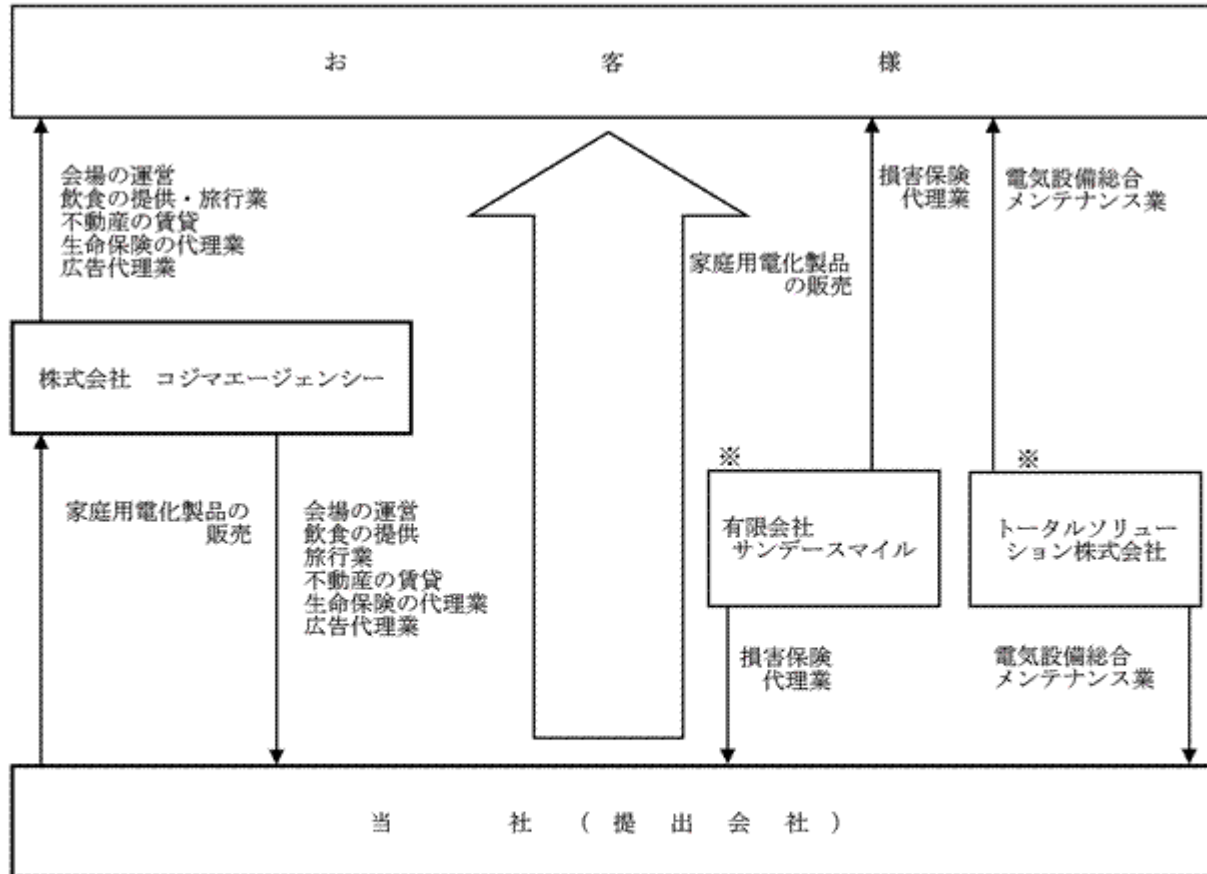 お客様
会場の運営
飲食の提供・旅行業
不動産の賃貸
生命保険の代理業
広告代理業
家庭用電化製品
の販売
損害保険
代理業
電気設備総合
メンテナンス業
株式会社　コジマエージェンシー
家庭用電化製品の
販売
会場の運営
飲食の提供
旅行業
不動産の賃貸
生命保険の代理業
広告代理業
※
有限会社
サンデースマイル
※
トータルソリュー
ション株式会社
損害保険
代理業
電気設備総合
メンテナンス業
当社（提出会社）